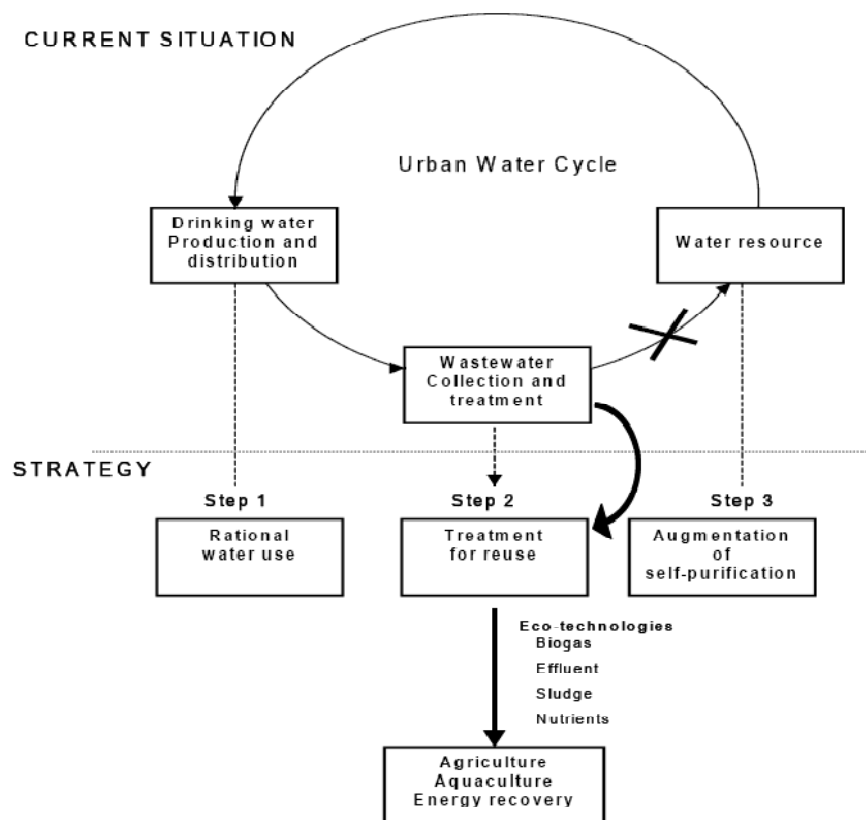 CURRENT SITUATION
Urban Water Cycle
Drinking water
Production and
distribution
Water resource
Wastewater
Collection and
treatment
STRATEGY
Step 1
Step 2
Step 3
Rational
water use
Treatment
for reuse
Augmentation
of
self-purification
Eco-technologies
Biogas
Effluent
Sludge
Nutrients
Agriculture
Aquaculture
Energy recovery